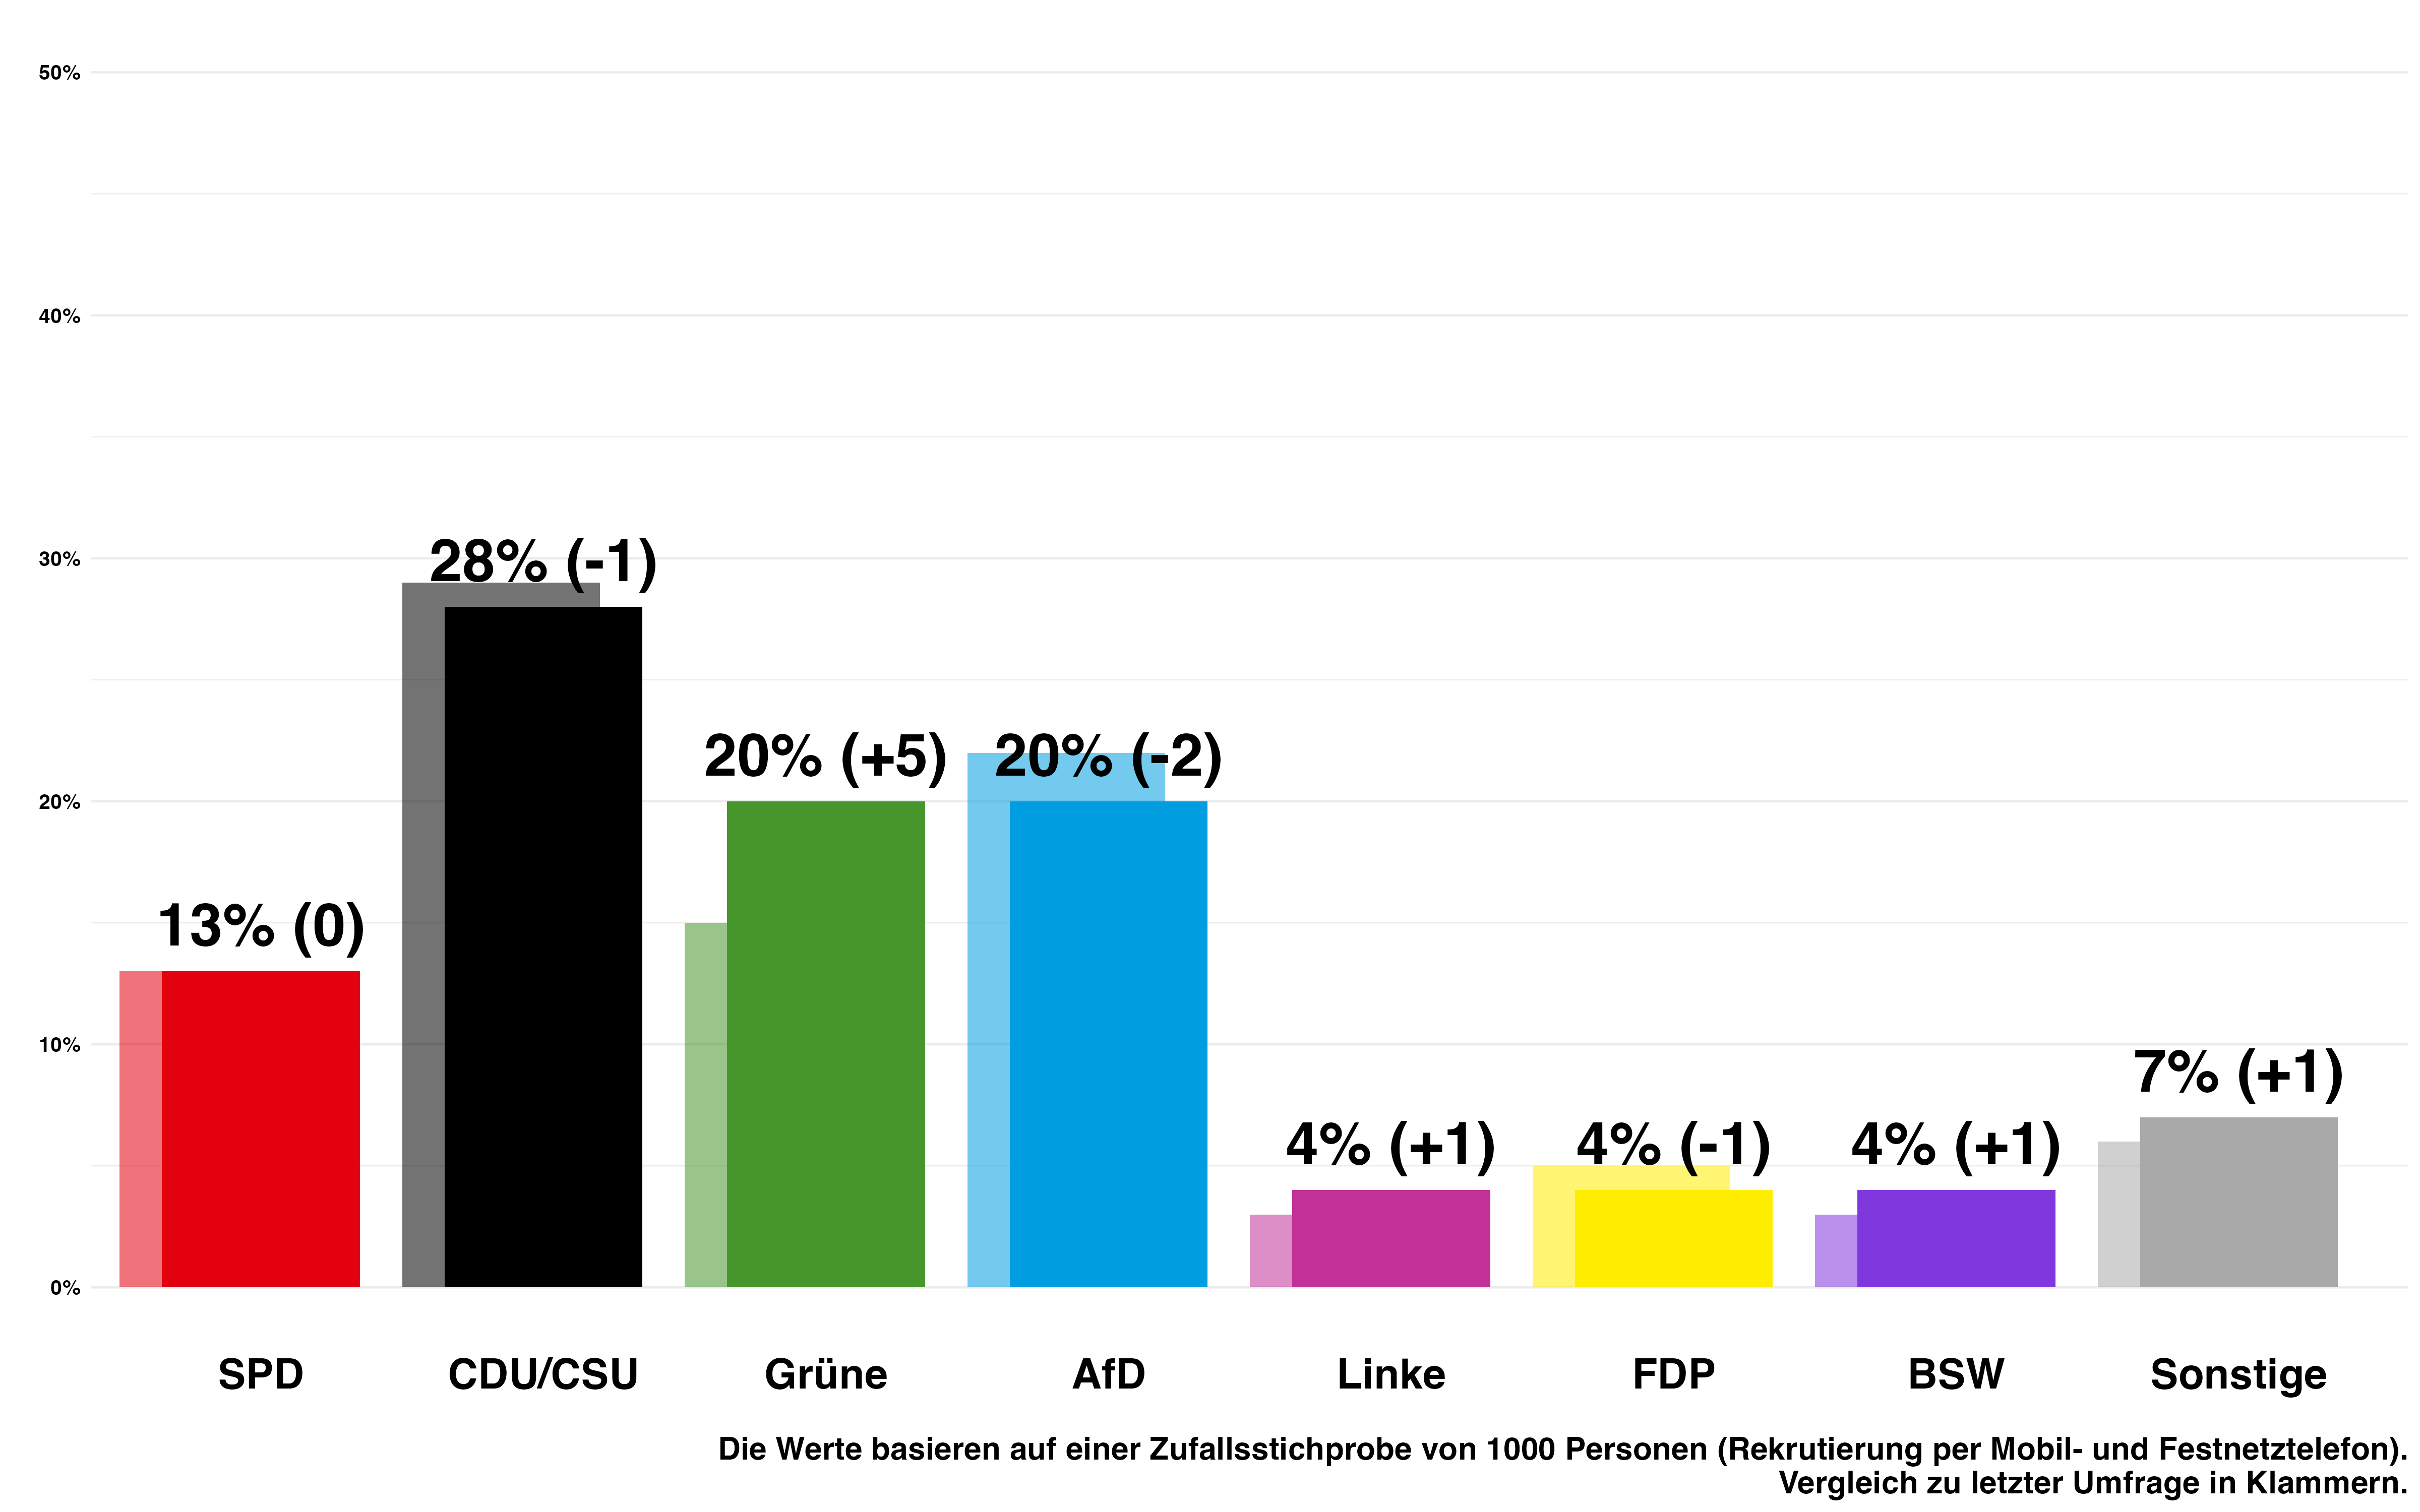 50%
40%
30%
20%
10%
0%
13% (0)
28% (-1)
20% (+5)
20% (-2)
4% (+1)
4% (-1)
4% (+1)
7% (+1)
SPD
CDU/CSU
Grüne
AfD
Linke
FDP
BSW
Sonstige
Die Werte basieren auf einer Zufallsstichprobe von 1000 Personen (Rekrutierung per Mobil- und Festnetztelefon).
Vergleich zu letzter Umfrage in Klammern.